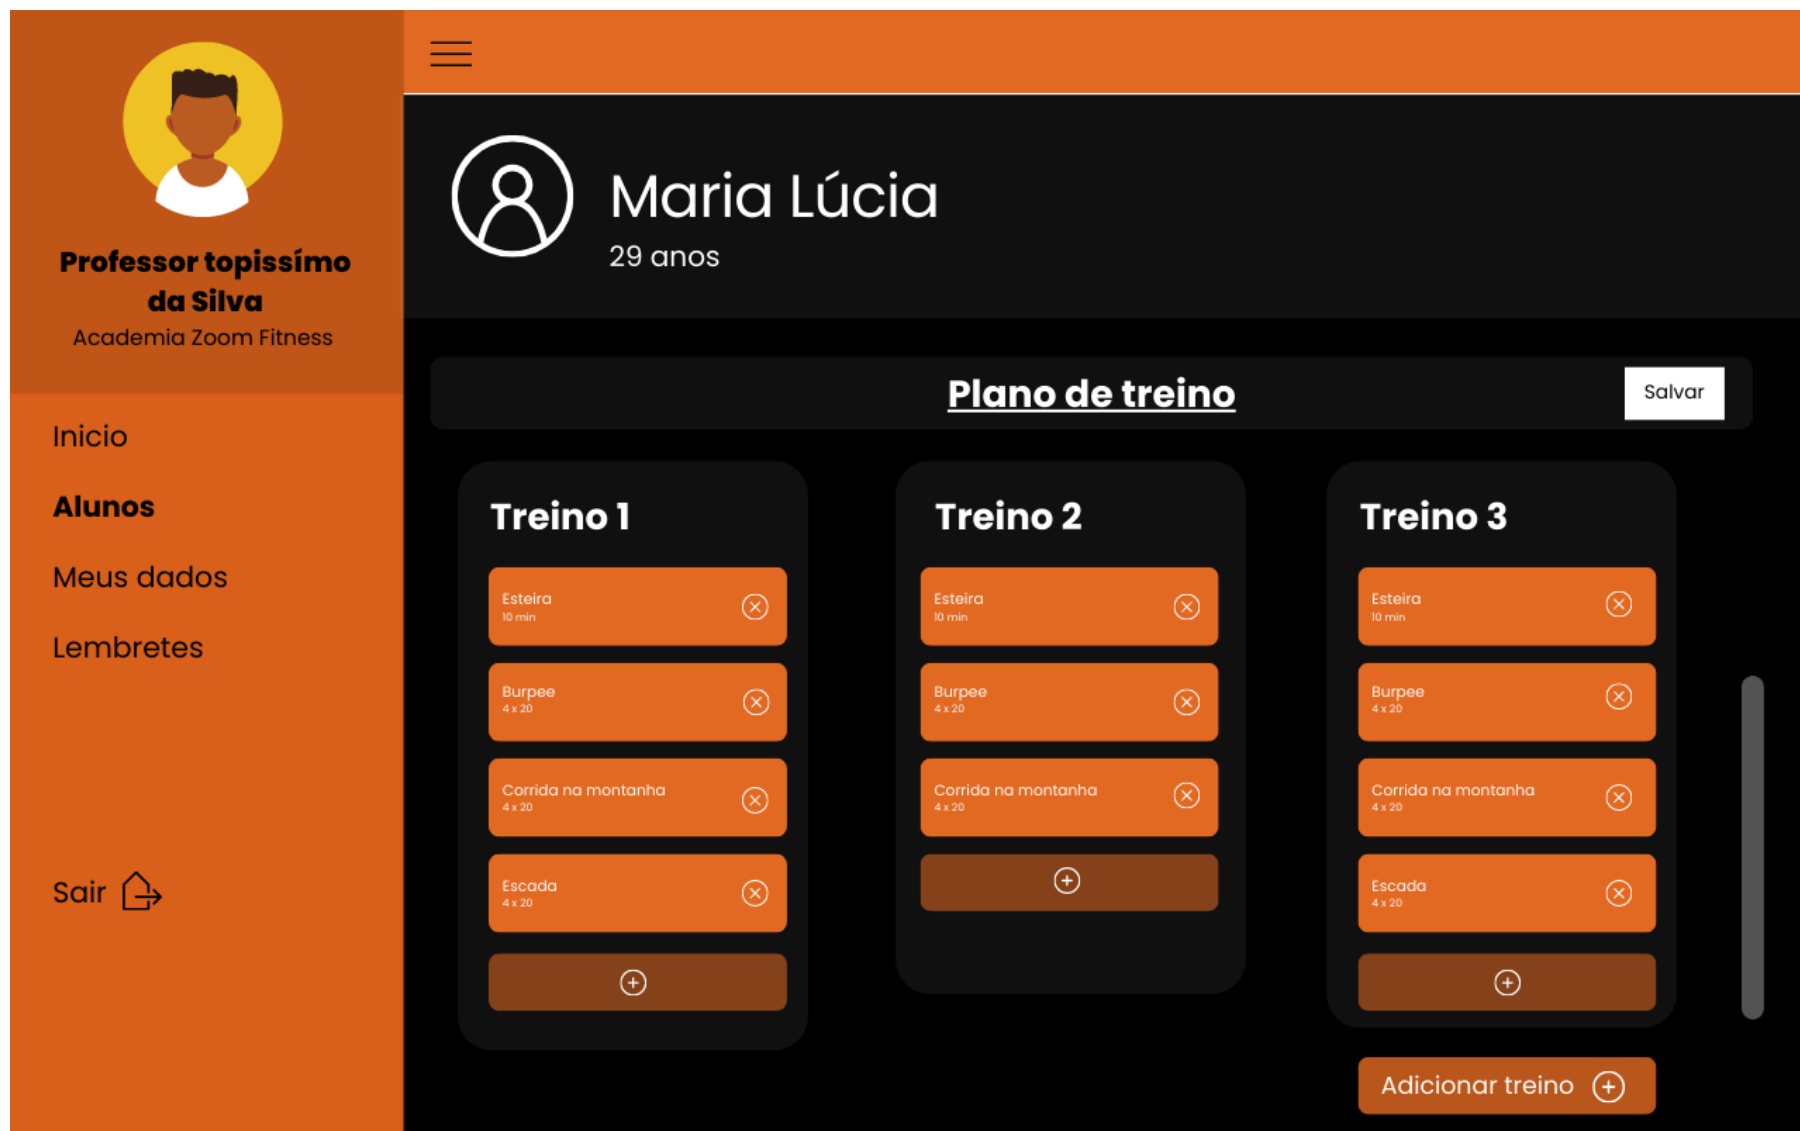 Professor topissímo
da Silva
Academia Zoom Fitness
Inicio
Alunos
Meus dados
Lembretes
Sair
Maria Lúcia
29 anos
Plano de treino
Salvar
Treino 1
Esteira
10 min
Burpee
4 x 20
Corrida na montanha
4 x 20
Escada
4 x 20
Treino 2
Esteira
10 min
Burpee
4 x 20
Corrida na montanha
4 x 20
Treino 3
Esteira
10 min
Burpee
4 x 20
Corrida na montanha
4 x 20
Escada
4 x 20
Adicionar treino